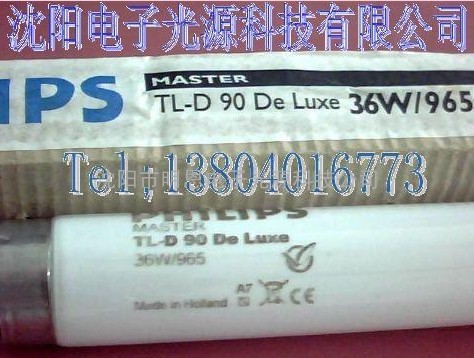 沈阳电子光源科技有限公司
IPS
MASTER
TL-D 90 De Luxe 36W/965
Tel;13804016773
PHILIPS
MASTER
TL-D 90 De Luxe
36W/965
Made in Holland
A7
CE